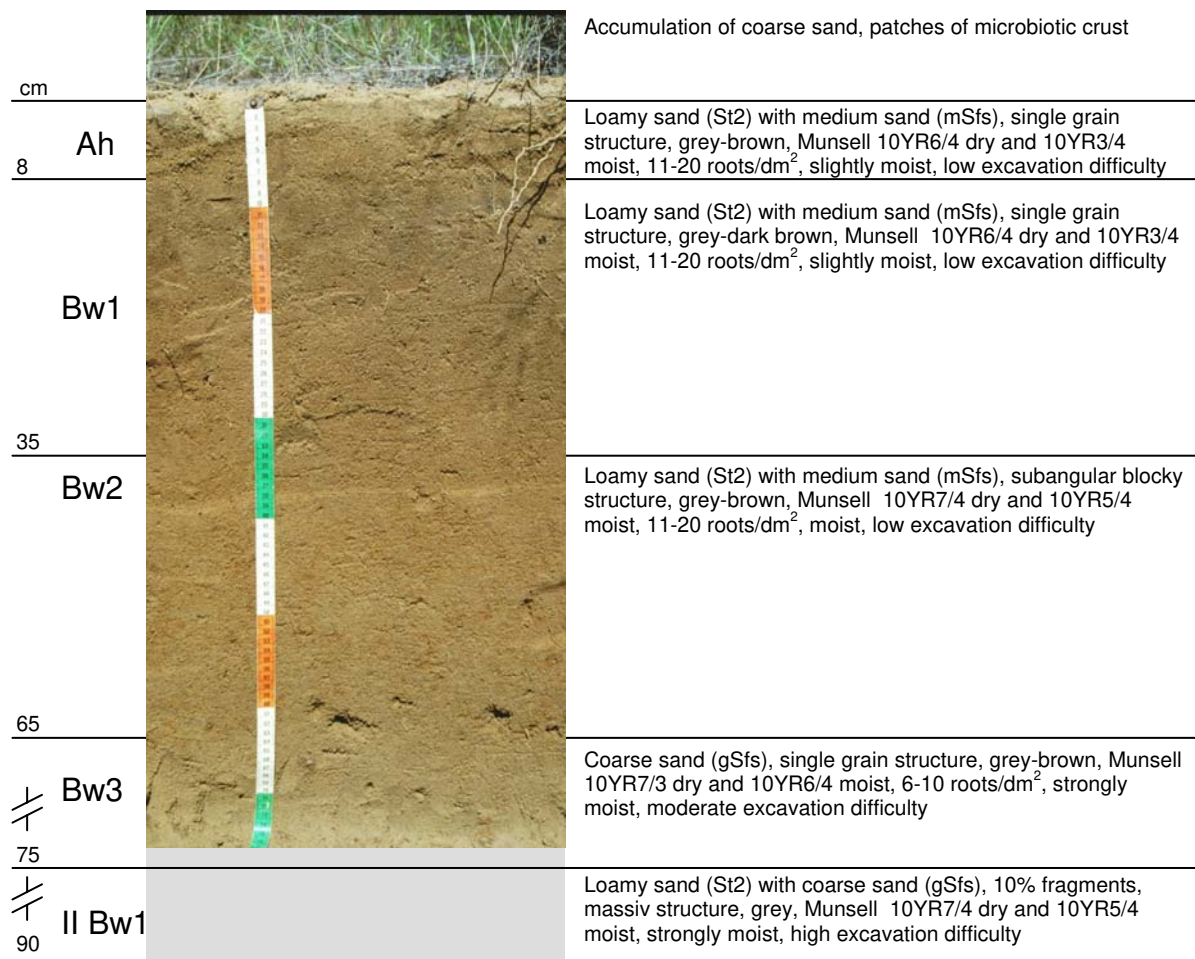 Accumulation of coarse sand, patches of microbiotic crust
cm
Ah
Loamy sand (St2) with medium sand (mSfs), single grain
structure, grey-brown, Munsell 10YR6/4 dry and 10YR3/4
moist, 11-20 roots/dm², slightly moist, low excavation difficulty
8
Bw1
Loamy sand (St2) with medium sand (mSfs), single grain
structure, grey-dark brown, Munsell 10YR6/4 dry and 10YR3/4
moist, 11-20 roots/dm², slightly moist, low excavation difficulty
35
Bw2
Loamy sand (St2) with medium sand (mSfs), subangular blocky
structure, grey-brown, Munsell 10YR7/4 dry and 10YR5/4
moist, 11-20 roots/dm², moist, low excavation difficulty
65
Bw3
Coarse sand (gSfs), single grain structure, grey-brown, Munsell
10YR7/3 dry and 10YR6/4 moist, 6-10 roots/dm², strongly
moist, moderate excavation difficulty
75
II Bw1
Loamy sand (St2) with coarse sand (gSfs), 10% fragments,
massiv structure, grey, Munsell 10YR7/4 dry and 10YR5/4
moist, strongly moist, high excavation difficulty
90